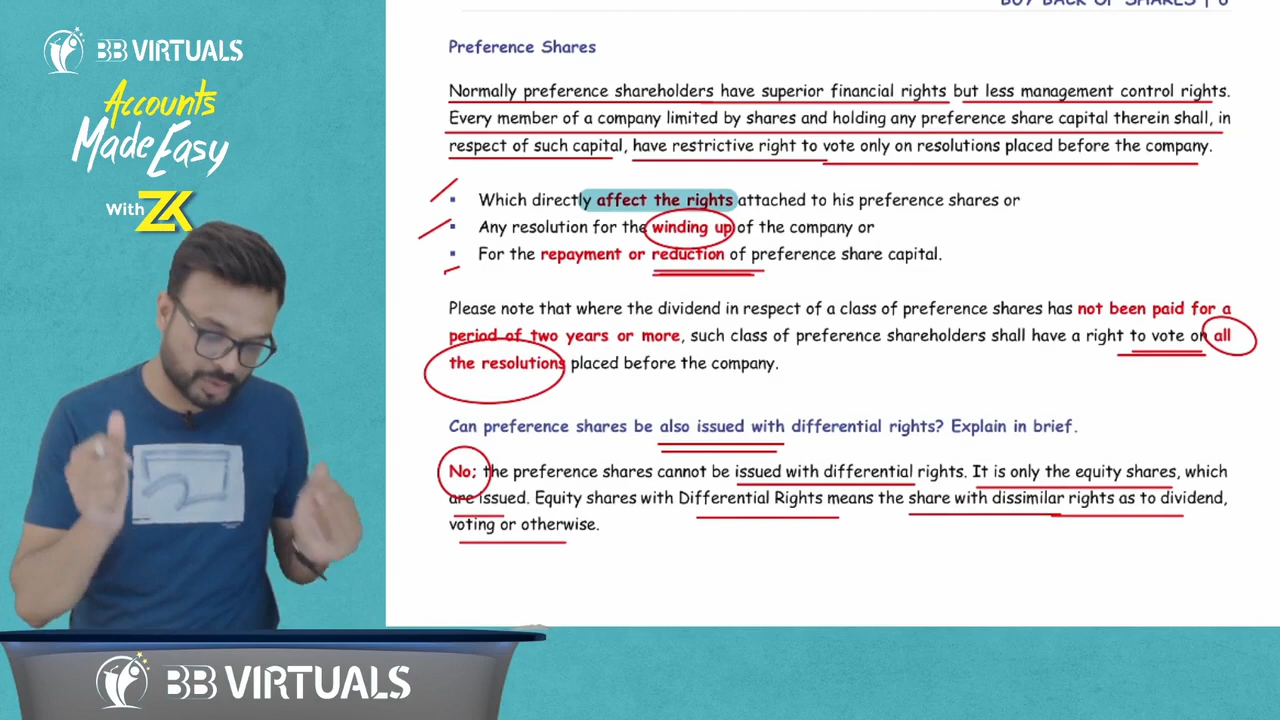 BUY BACK OF SHARES | 6
BB VIRTUALS
Accounts
Made Easy
With ZK
Preference Shares
Normally preference shareholders have superior financial rights but less management control rights.
Every member of a company limited by shares and holding any preference share capital therein shall, in
respect of such capital, have restrictive right to vote only on resolutions placed before the company.
▪ Which directly affect the rights attached to his preference shares or
▪ Any resolution for the winding up of the company or
▪ For the repayment or reduction of preference share capital.
Please note that where the dividend in respect of a class of preference shares has not been paid for a
period of two years or more, such class of preference shareholders shall have a right to vote on all
the resolutions placed before the company.
Can preference shares be also issued with differential rights? Explain in brief.
No; the preference shares cannot be issued with differential rights. It is only the equity shares, which
are issued. Equity shares with Differential Rights means the share with dissimilar rights as to dividend,
voting or otherwise.
BB VIRTUALS